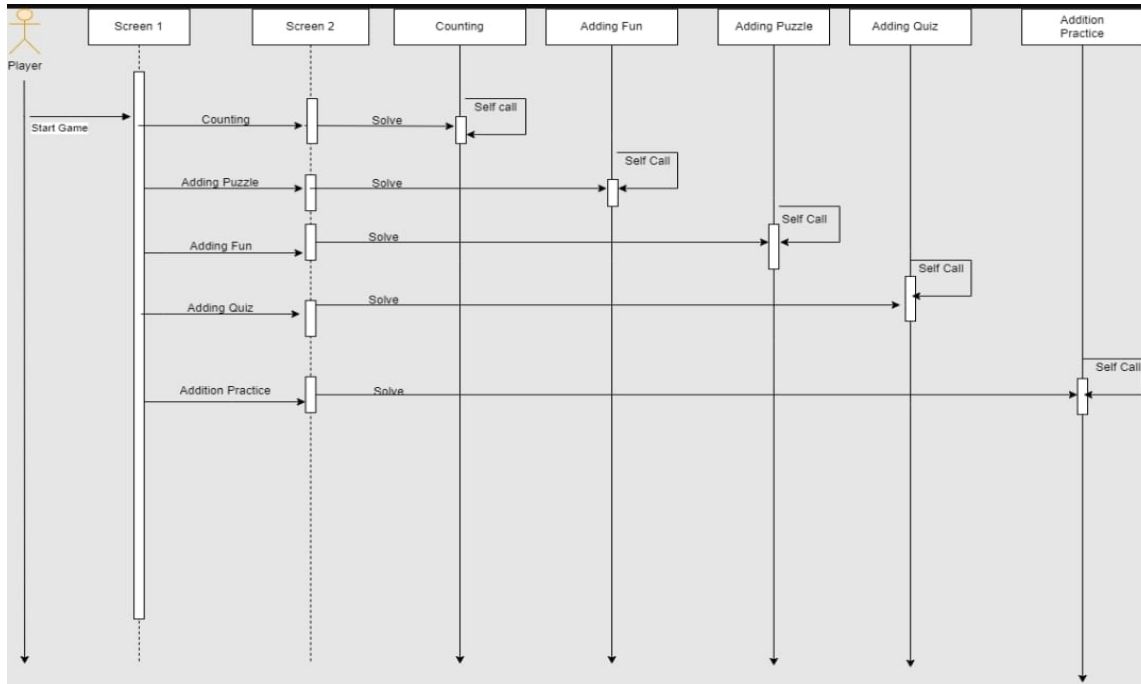 Screen 1
Screen 2
Counting
Adding Fun
Adding Puzzle
Adding Quiz
Addition
Practice
Player
Start Game
Counting
Solve
Self call
Adding Puzzle
Solve
Self Call
Adding Fun
Solve
Self Call
Adding Quiz
Solve
Self Call
Addition Practice
Solve
Self Call